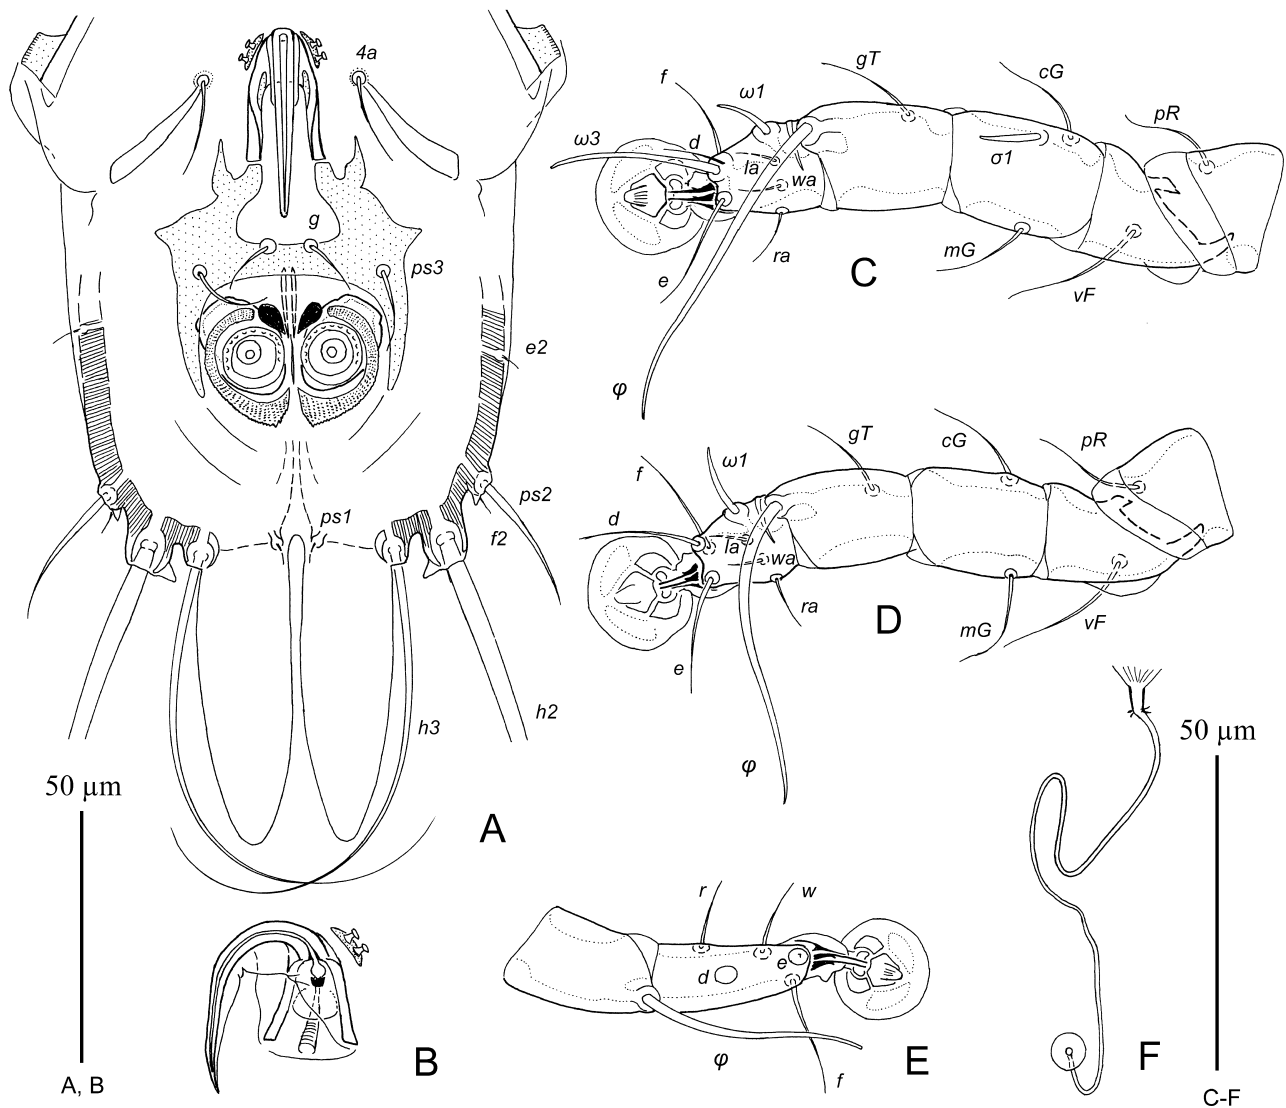 4a
g
ps3
e2
ps2
ps1
f2
h2
h3
50 µm
A
A, B
B
f
ω1
gT
cG
pR
ω3
d
la
wa
σ1
e
ra
mG
vF
C
φ
f
ω1
gT
cG
pR
d
la
wa
e
ra
mG
vF
D
φ
r
w
d
e
φ
f
E
F
50 µm
C-F